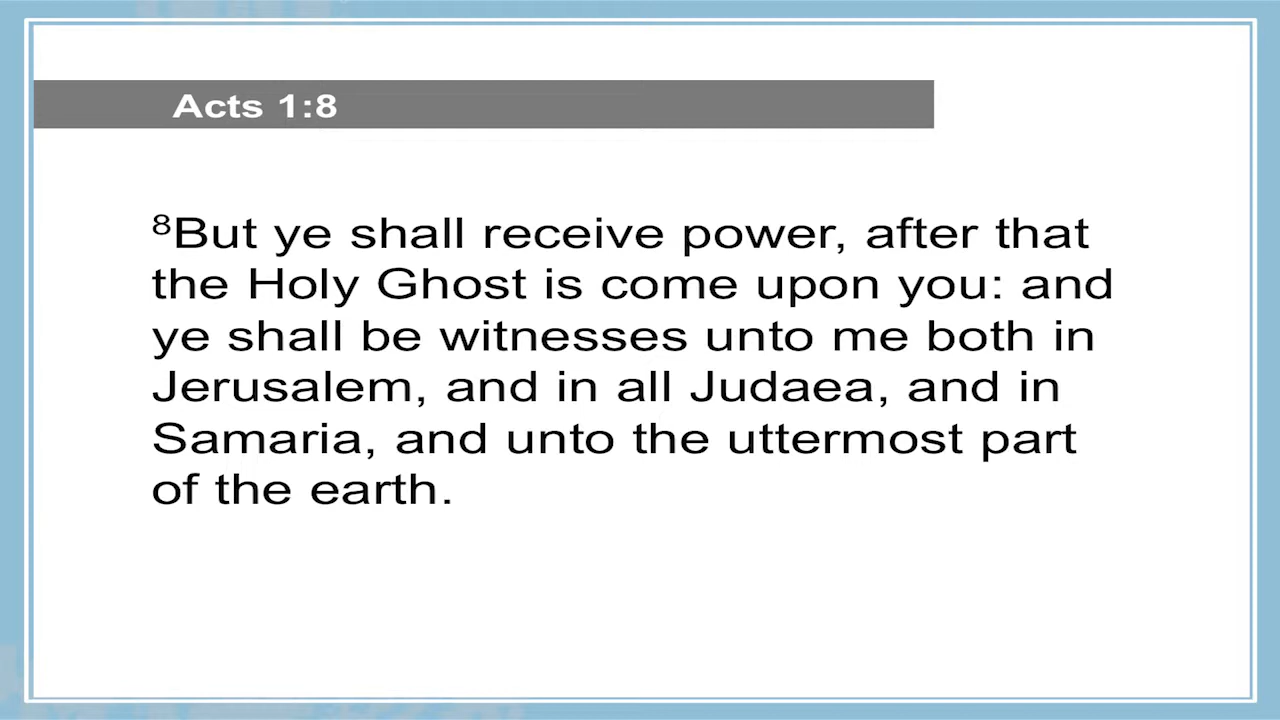 Acts 1:8
⁸But ye shall receive power, after that
the Holy Ghost is come upon you: and
ye shall be witnesses unto me both in
Jerusalem, and in all Judaea, and in
Samaria, and unto the uttermost part
of the earth.